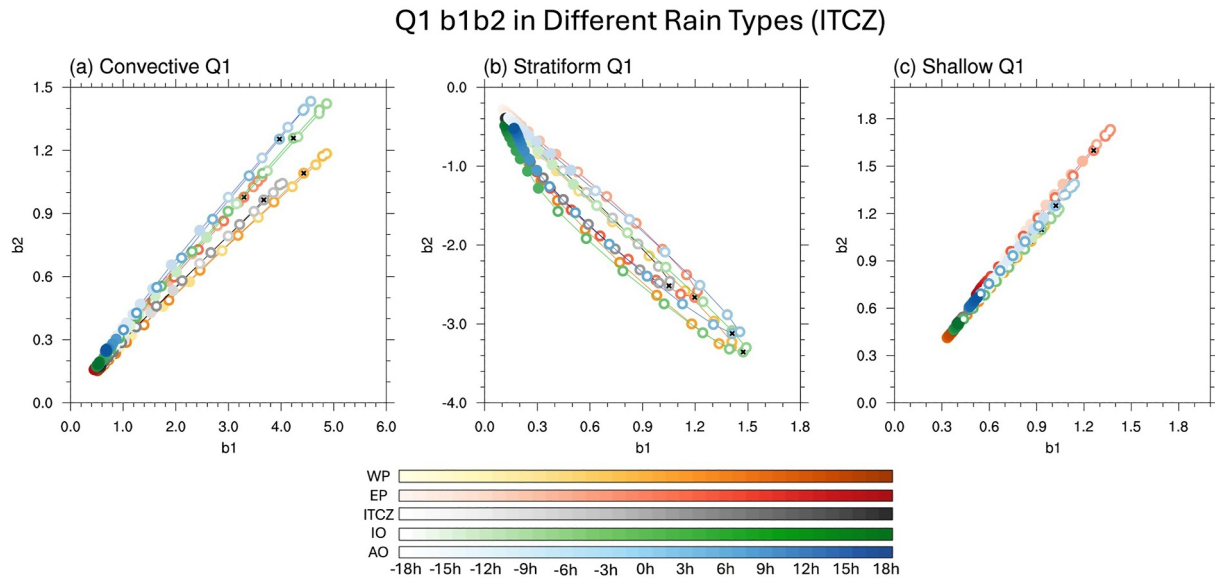 Q1 b1b2 in Different Rain Types (ITCZ)
(a) Convective Q1
(b) Stratiform Q1
(c) Shallow Q1
b2
1.5
1.2
0.9
0.6
0.3
0.0
0.0 1.0 2.0 3.0 4.0 5.0 6.0
b1
b2
0.0
-1.0
-2.0
-3.0
-4.0
0.0 0.3 0.6 0.9 1.2 1.5 1.8
b1
b2
1.8
1.5
1.2
0.9
0.6
0.3
0.0
0.0 0.3 0.6 0.9 1.2 1.5 1.8
b1
WP
EP
ITCZ
IO
AO
-18h -15h -12h -9h -6h -3h 0h 3h 6h 9h 12h 15h 18h